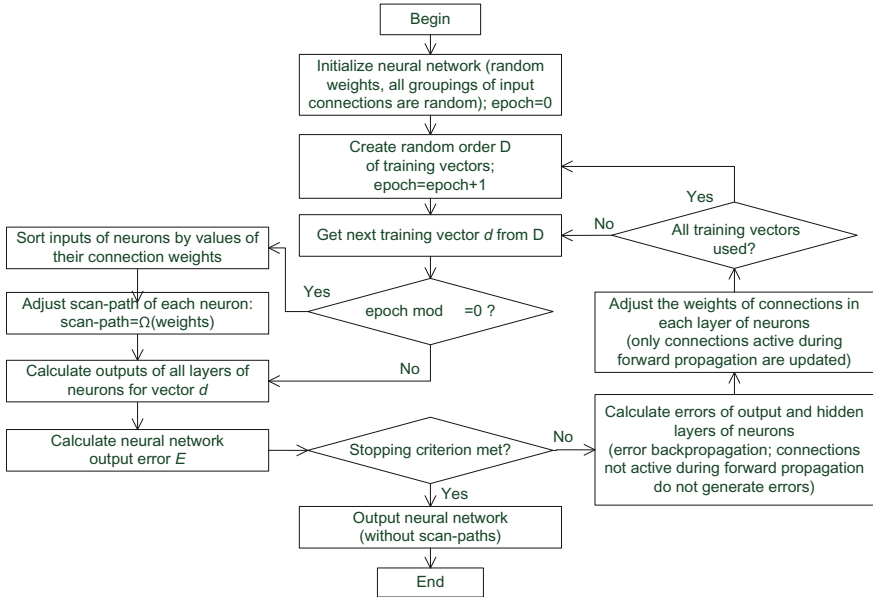 Begin
Initialize neural network (random
weights, all groupings of input
connections are random); epoch=0
Create random order D
of training vectors;
epoch=epoch+1
Get next training vector d from D
epoch mod =0 ?
Yes
No
Sort inputs of neurons by values of
their connection weights
Adjust scan-path of each neuron:
scan-path=Ω(weights)
Calculate outputs of all layers of
neurons for vector d
Calculate neural network
output error E
Stopping criterion met?
Yes
No
Output neural network
(without scan-paths)
End
Calculate errors of output and hidden
layers of neurons
(error backpropagation; connections
not active during forward propagation
do not generate errors)
Adjust the weights of connections in
each layer of neurons
(only connections active during
forward propagation are updated)
All training vectors
used?
Yes
No